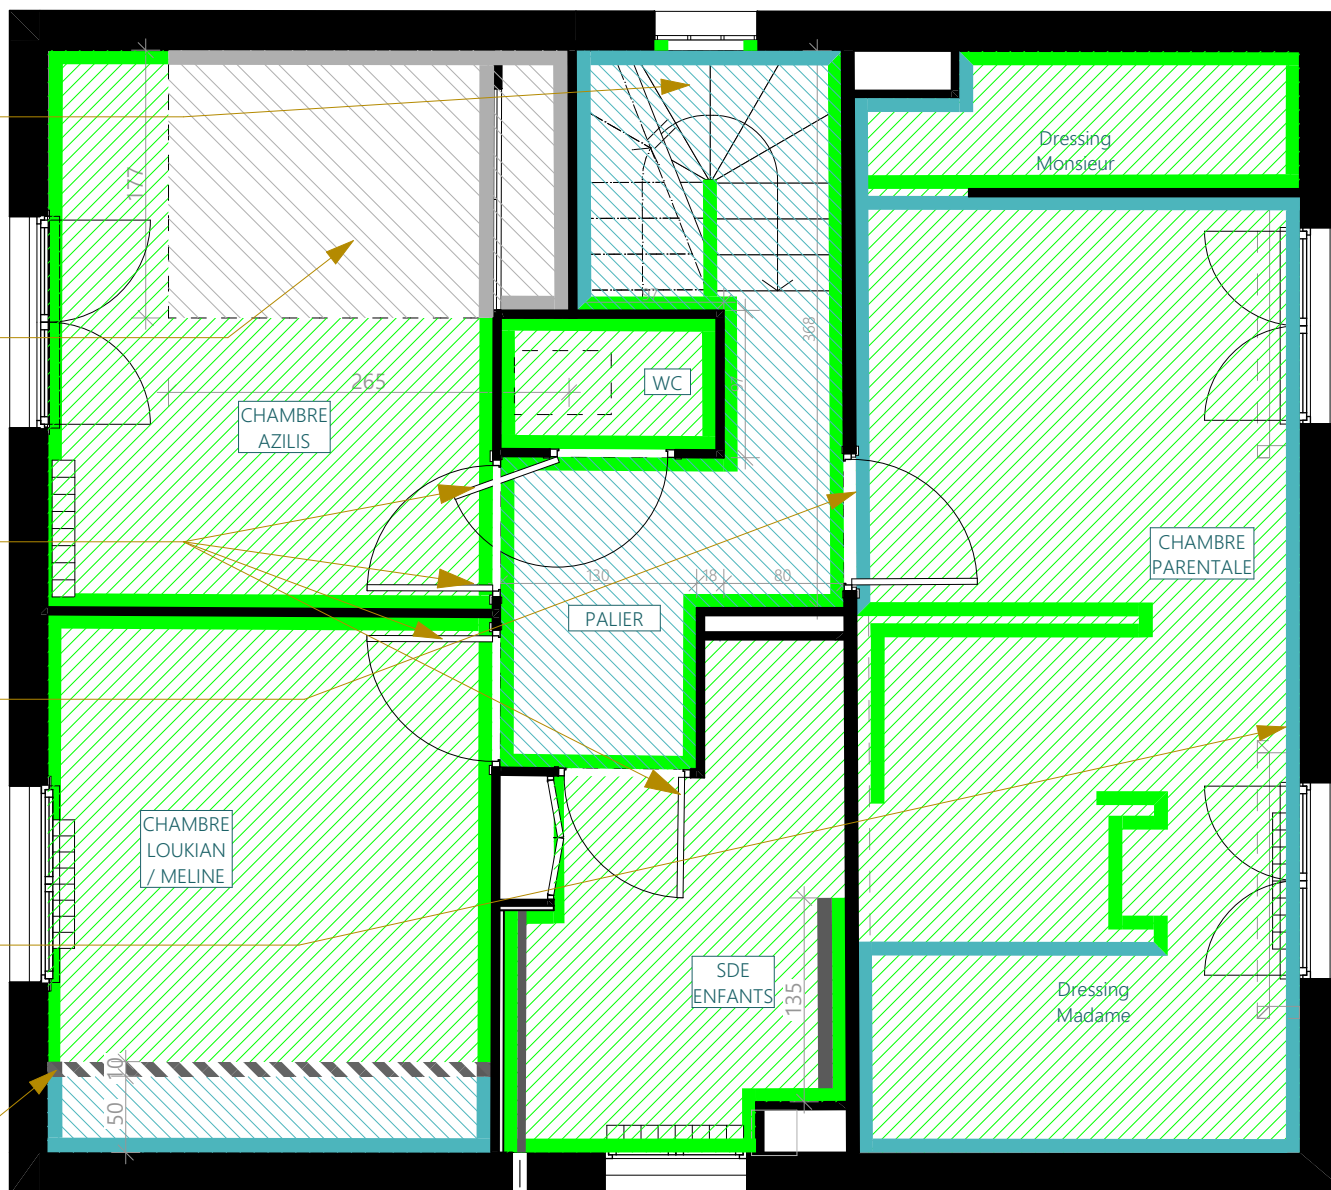 Dressing
Monsieur
177
368
265
WC
CHAMBRE
AZILIS
CHAMBRE
PARENTALE
130
18
80
PALIER
CHAMBRE
LOUKIAN
/ MELINE
SDE
ENFANTS
135
Dressing
Madame
10
50